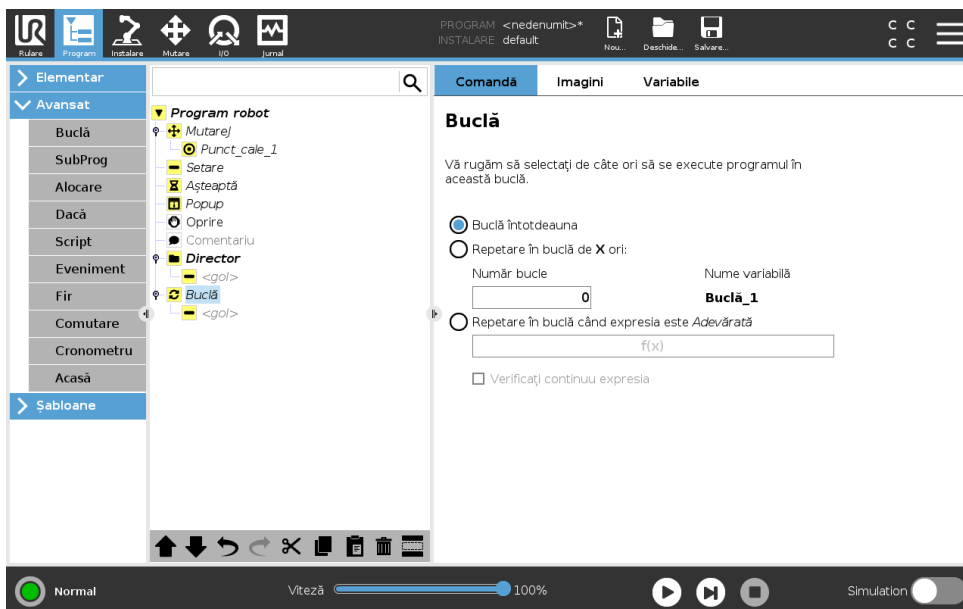 UR
Rulare
Program
Instalare
Mutare
I/O
Jurnal
PROGRAM <nedenumit>*
INSTALARE default
Nou...
Deschide...
Salvare...
C C
C C
Elementar
Avansat
Buclă
SubProg
Alocare
Dacă
Script
Eveniment
Fir
Comutare
Cronometru
Acasă
Șabloane
Program robot
MutareJ
Punct_cale_1
Setare
Așteaptă
Popup
Oprire
Comentariu
Director
<gol>
Buclă
<gol>
Comandă
Imagini
Variabile
Buclă
Vă rugăm să selectați de câte ori să se execute programul în
această buclă.
Buclă întotdeauna
Repetare în buclă de X ori:
Număr bucle
Nume variabilă
0
Buclă_1
Repetare în buclă când expresia este Adevărată
f(x)
Verificați continuu expresia
Normal
Viteză
100%
Simulation